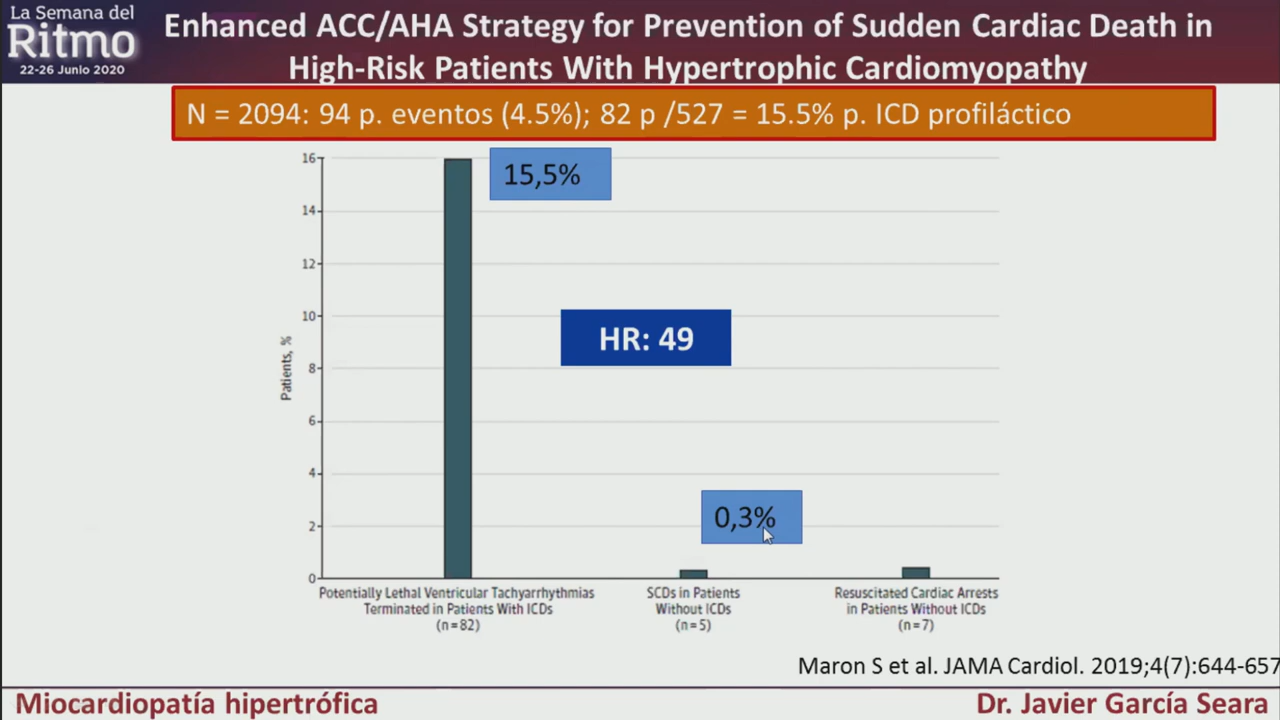 La Semana del
Ritmo
22-26 Junio 2020
Enhanced ACC/AHA Strategy for Prevention of Sudden Cardiac Death in
High-Risk Patients With Hypertrophic Cardiomyopathy
N = 2094: 94 p. eventos (4.5%); 82 p /527 = 15.5% p. ICD profiláctico
16
14
12
10
8
6
4
2
0
Patients, %
15,5%
HR: 49
0,3%
Potentially Lethal Ventricular Tachyarrhythmias
Terminated in Patients With ICDs
(n=82)
SCDs in Patients
Without ICDs
(n=5)
Resuscitated Cardiac Arrests
in Patients Without ICDs
(n=7)
Maron S et al. JAMA Cardiol. 2019;4(7):644-657
Miocardiopatía hipertrófica
Dr. Javier García Seara